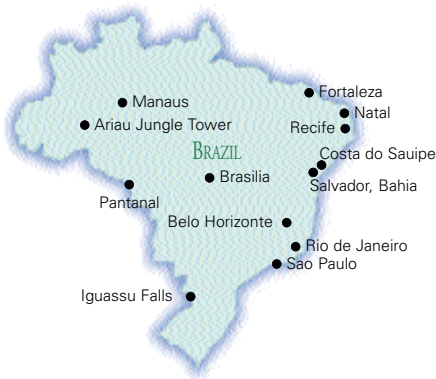 Fortaleza
Manaus
Natal
Ariau Jungle Tower
Recife
BRAZIL
Costa do Sauipe
Brasilia
Salvador, Bahia
Pantanal
Belo Horizonte
Rio de Janeiro
Sao Paulo
Iguassu Falls